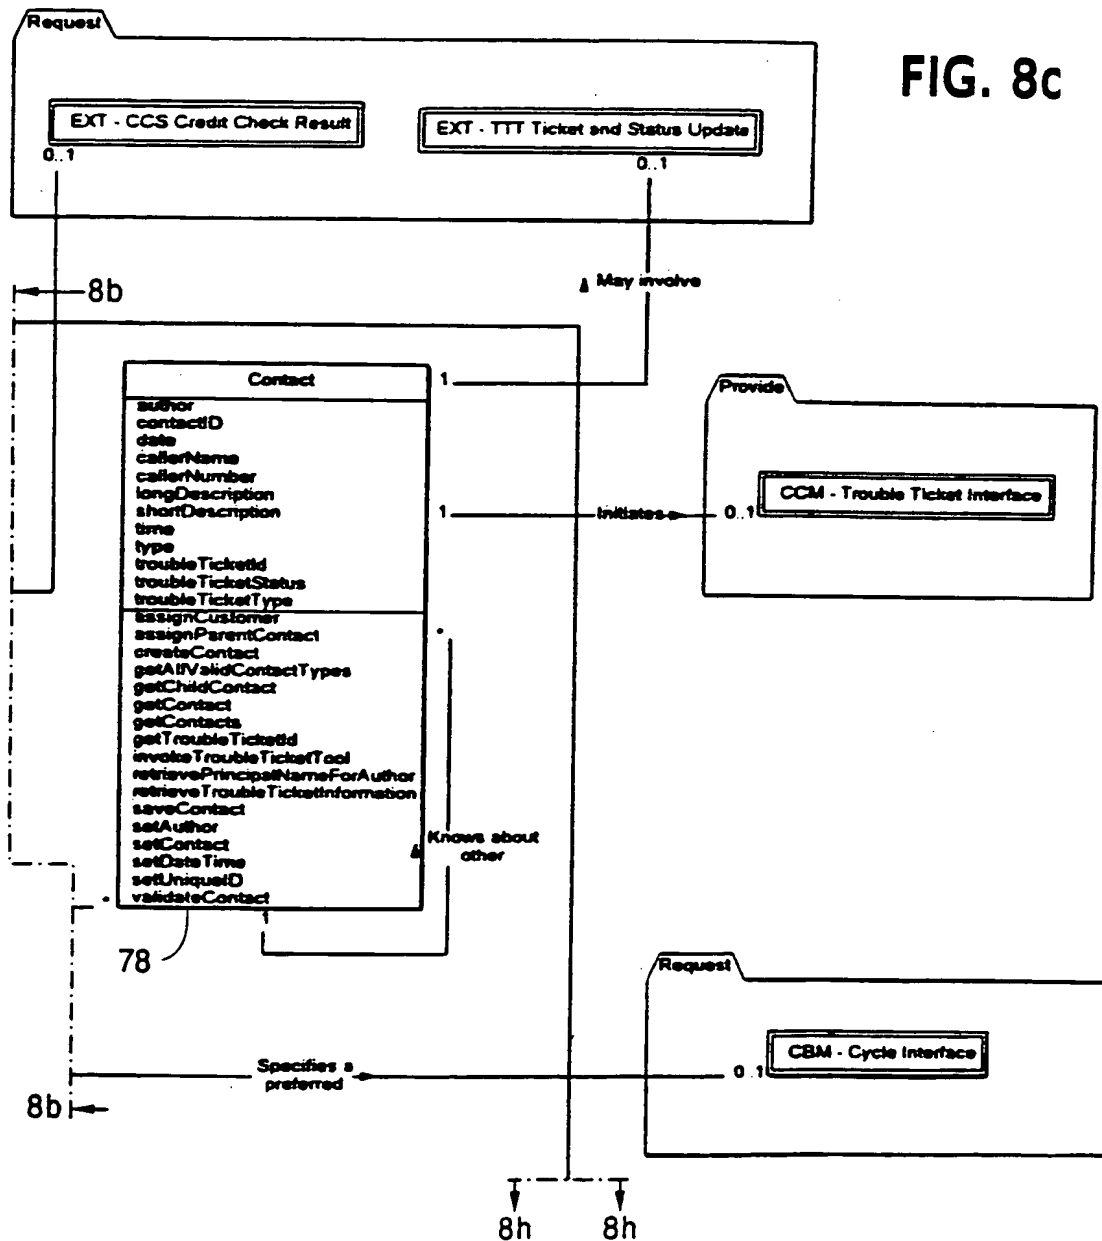 Request
FIG. 8c
EXT - CCS Credit Check Result
EXT - TTT Ticket and Status Update
0..1
0..1
May involve
8b
Contact
1
author
contactID
date
callerName
callerNumber
longDescription
shortDescription
time
type
troubleTicketId
troubleTicketStatus
troubleTicketType
Provide
CCM - Trouble Ticket Interface
1
Initiates
0..1
assignCustomer
assignParentContact
createContact
getAllValidContactTypes
getChildContact
getContact
getContacts
getTroubleTicketId
invokeTroubleTicketTool
retrievePrincipalNameForAuthor
retrieveTroubleTicketInformation
saveContact
setAuthor
setContact
setDateTime
setUniqueID
validateContact
*
Knows about
other
*
78
Request
CBM - Cycle Interface
Specifies a
preferred
0..1
8b
8h
8h